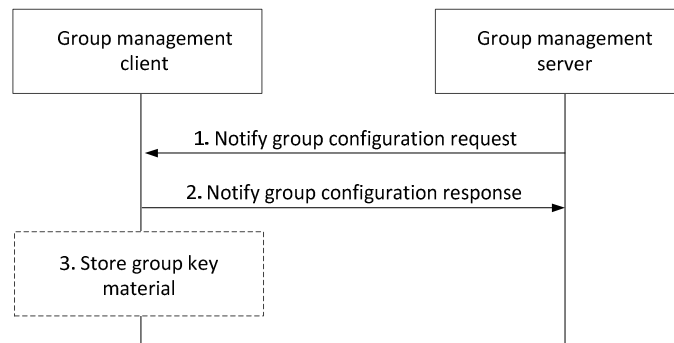 Group management
client
Group management
server
1. Notify group configuration request
2. Notify group configuration response
3. Store group key
material